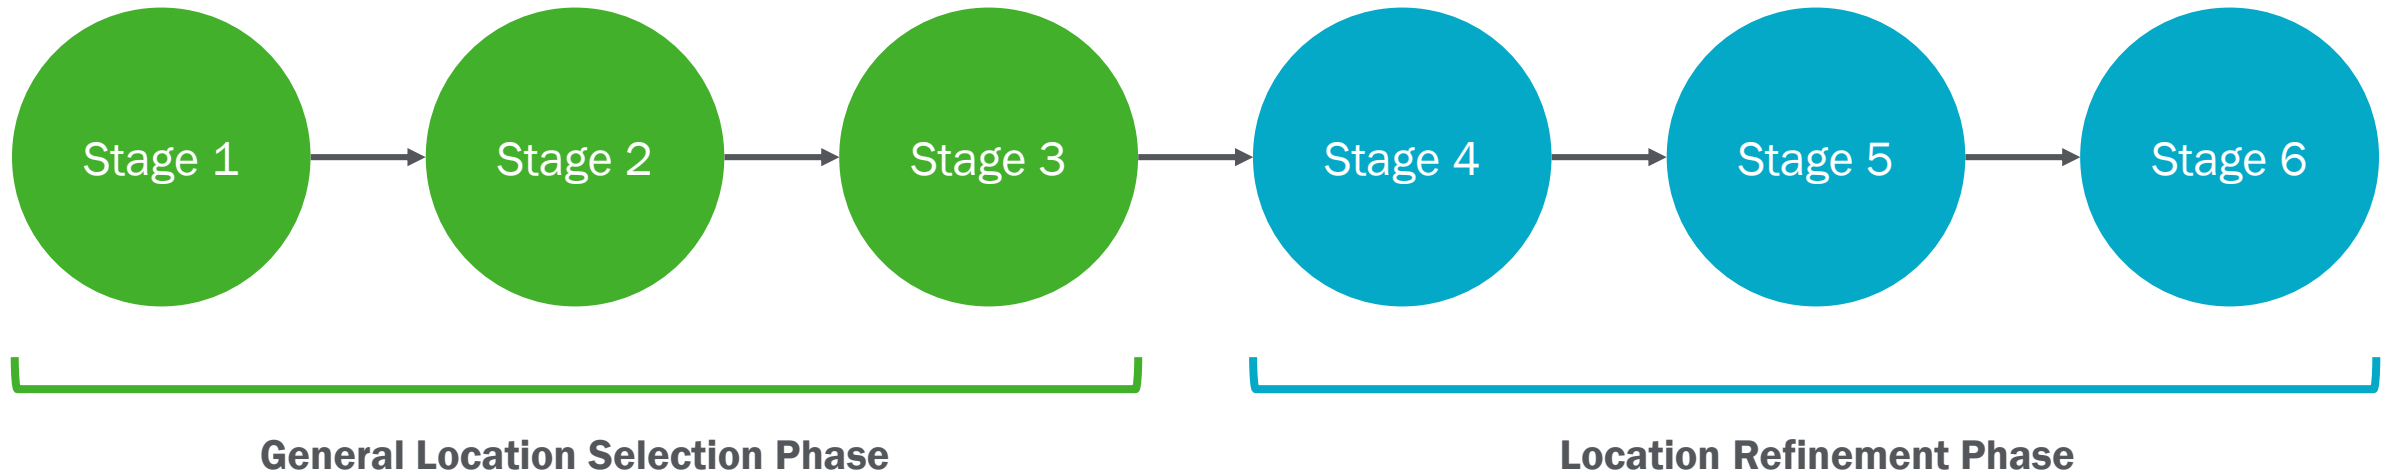 Stage 1
Stage 2
Stage 3
Stage 4
Stage 5
Stage 6
General Location Selection Phase
Location Refinement Phase